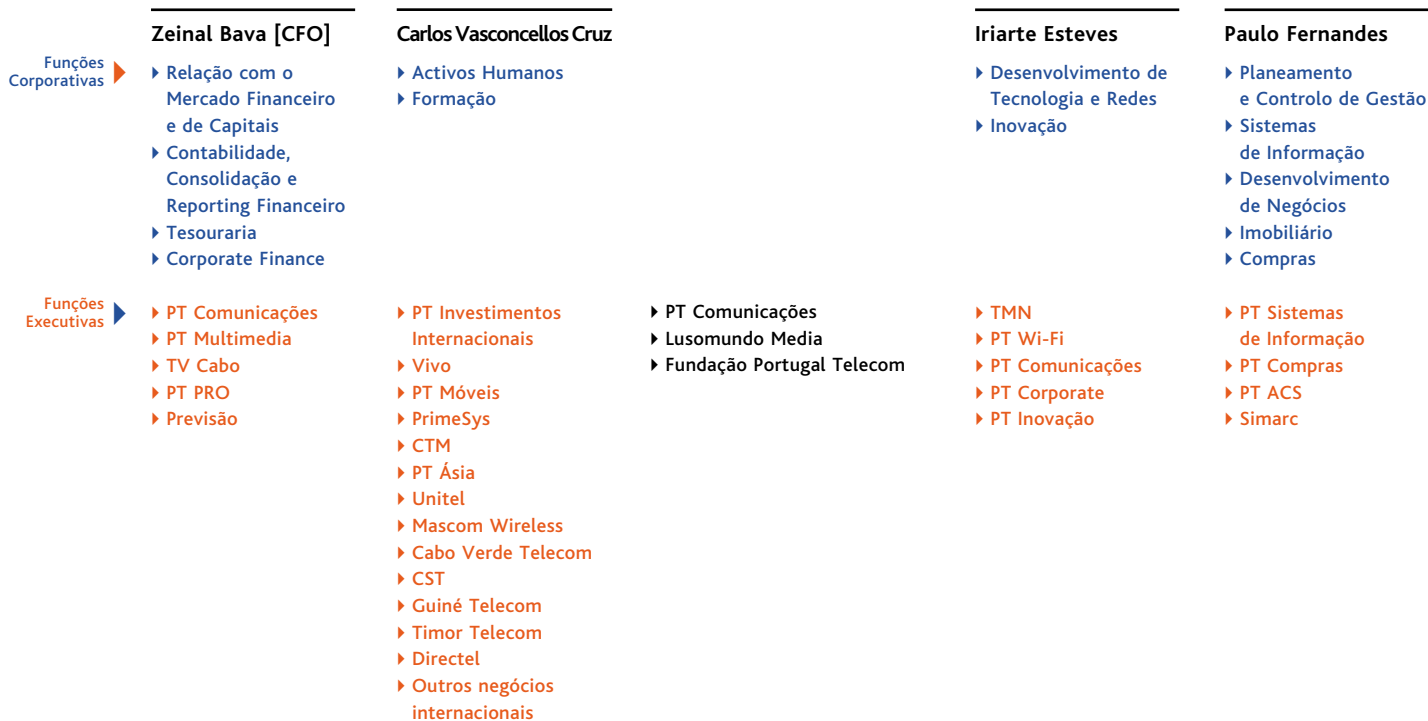 Zeinal Bava [CFO]
Carlos Vasconcellos Cruz
Iriarte Esteves
Paulo Fernandes
Funções
Corporativas
Relação com o
Mercado Financeiro
e de Capitais
Contabilidade,
Consolidação e
Reporting Financeiro
Tesouraria
Corporate Finance
Activos Humanos
Formação
Desenvolvimento de
Tecnologia e Redes
Inovação
Planeamento
e Controlo de Gestão
Sistemas
de Informação
Desenvolvimento
de Negócios
Imobiliário
Compras
Funções
Executivas
PT Comunicações
PT Multimedia
TV Cabo
PT PRO
Previsão
PT Investimentos
Internacionais
Vivo
PT Móveis
PrimeSys
CTM
PT Ásia
Unitel
Mascom Wireless
Cabo Verde Telecom
CST
Guiné Telecom
Timor Telecom
Directel
Outros negócios
internacionais
PT Comunicações
Lusomundo Media
Fundação Portugal Telecom
TMN
PT Wi-Fi
PT Comunicações
PT Corporate
PT Inovação
PT Sistemas
de Informação
PT Compras
PT ACS
Simarc